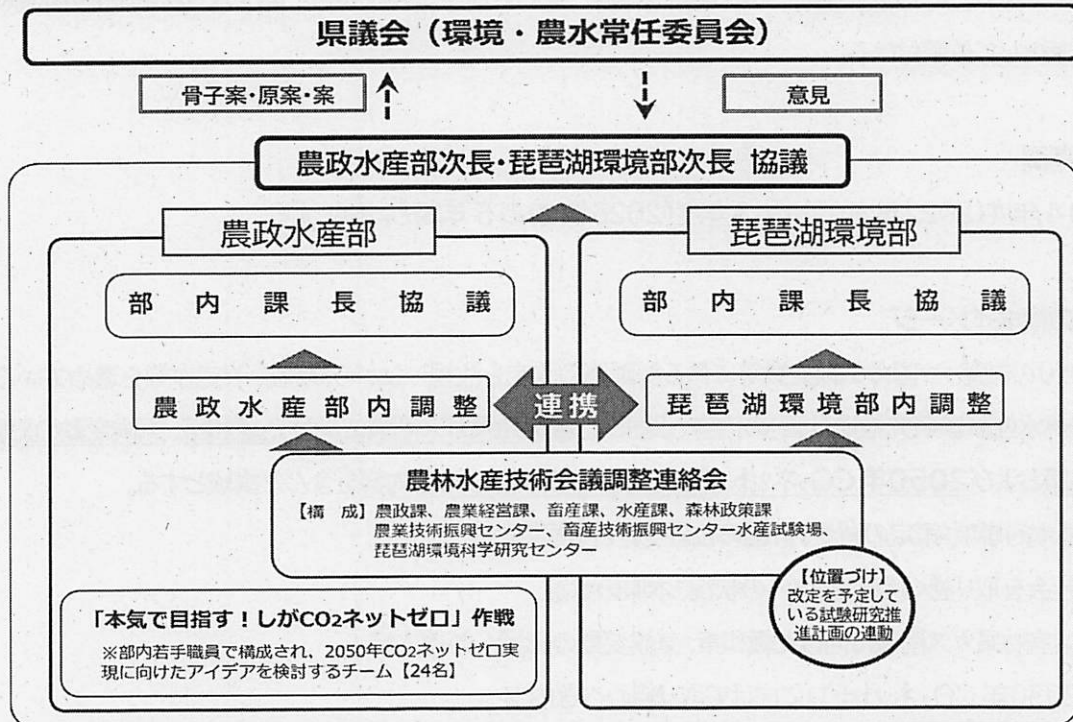 県議会（環境・農水常任委員会）
骨子案・原案・案
意見
農政水産部次長・琵琶湖環境部次長 協議
農政水産部
琵琶湖環境部
部内課長協議
部内課長協議
農政水産部内調整
連携
琵琶湖環境部内調整
農林水産技術会議調整連絡会
【構 成】農政課、農業経営課、畜産課、水産課、森林政策課
農業技術振興センター、畜産技術振興センター、水産試験場、
琵琶湖環境科学研究センター
【位置づけ】
改定を予定して
いる試験研究推
進計画の連動
「本気で目指す！しがCO₂ネットゼロ」作戦
※部内若手職員で構成され、2050年CO₂ネットゼロ実
現に向けたアイデアを検討するチーム【24名】